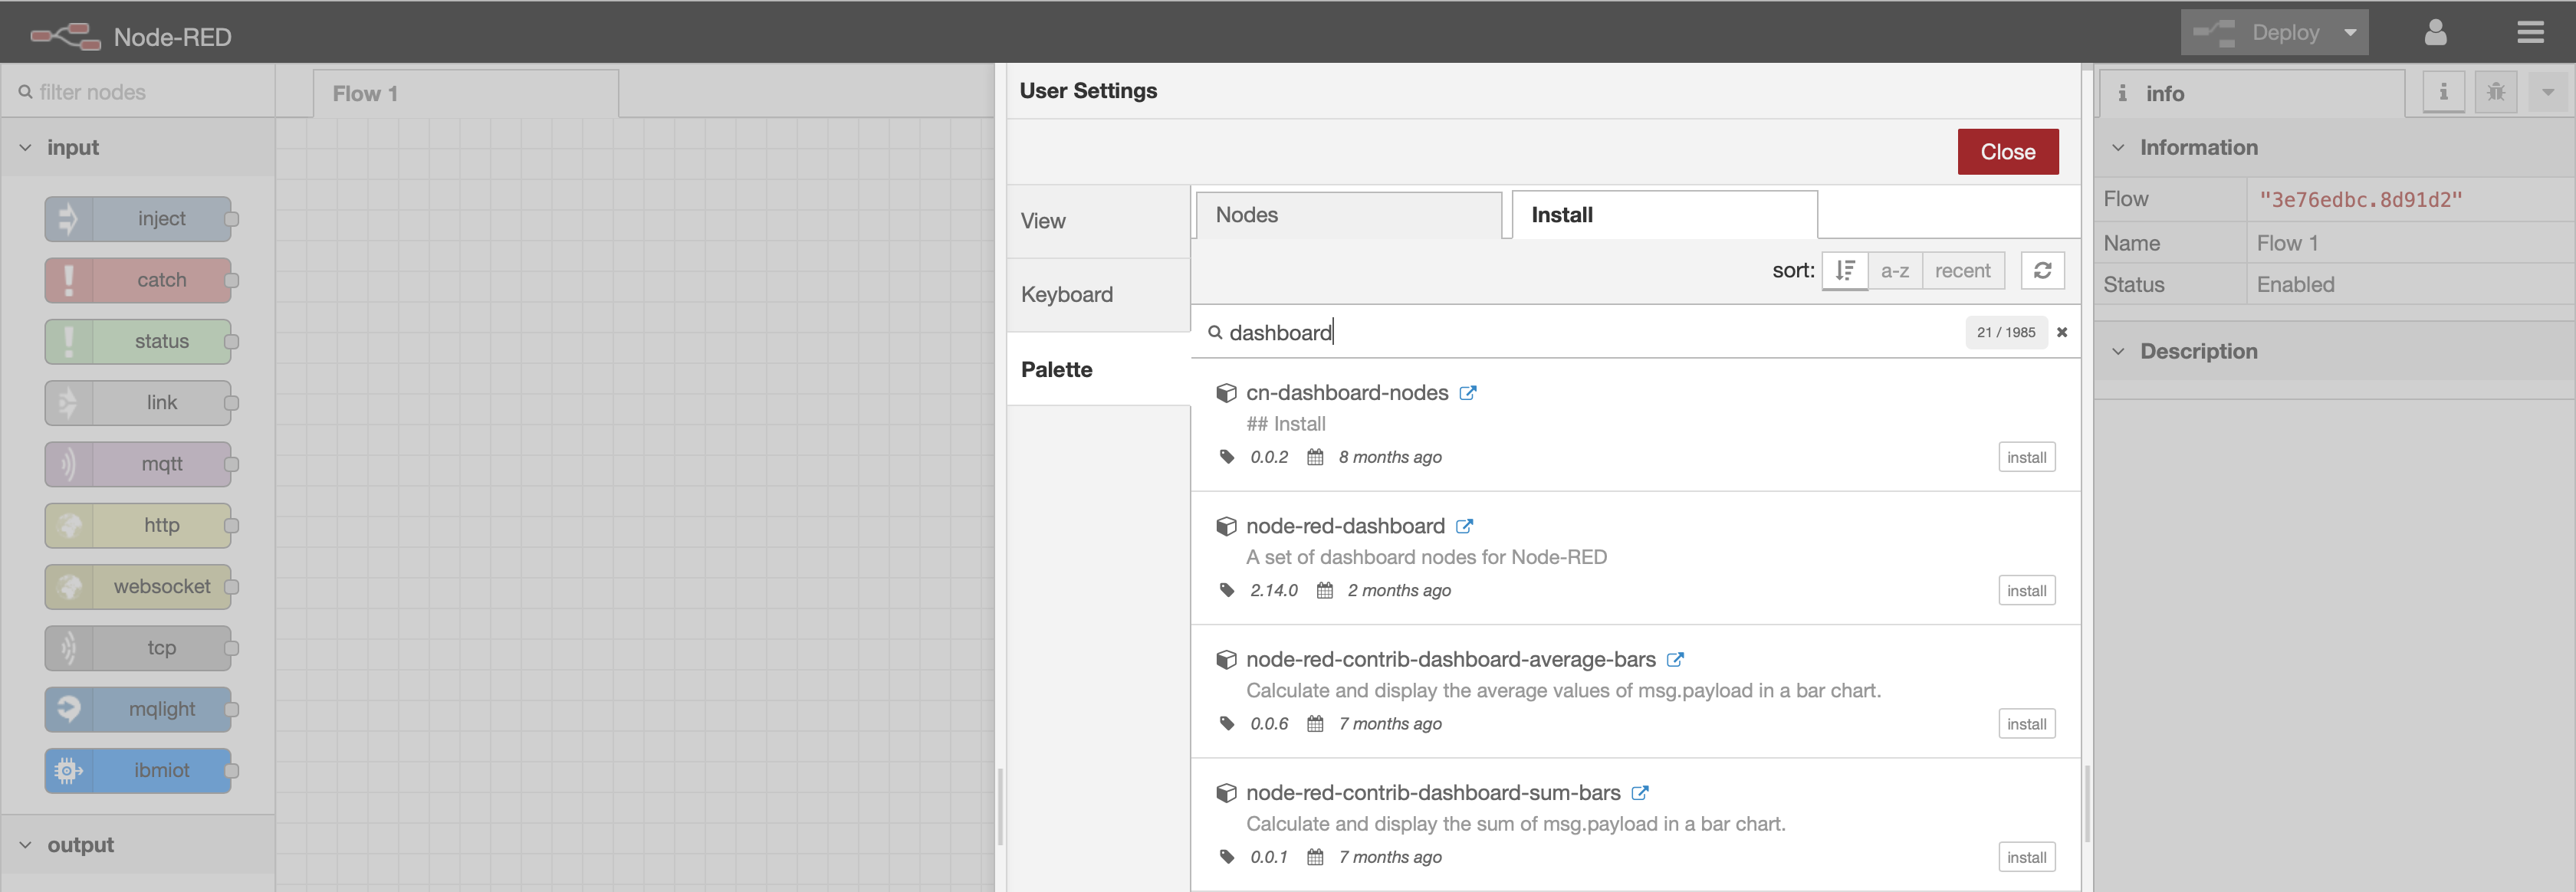 Node-RED
Deploy
filter nodes
Flow 1
input
inject
catch
status
link
mqtt
http
websocket
tcp
mqlight
ibmiot
output
User Settings
Close
View
Keyboard
Palette
Nodes
Install
sort: a-z recent
dashboard
21 / 1985
cn-dashboard-nodes
## Install
0.0.2 8 months ago
install
node-red-dashboard
A set of dashboard nodes for Node-RED
2.14.0 2 months ago
install
node-red-contrib-dashboard-average-bars
Calculate and display the average values of msg.payload in a bar chart.
0.0.6 7 months ago
install
node-red-contrib-dashboard-sum-bars
Calculate and display the sum of msg.payload in a bar chart.
0.0.1 7 months ago
install
info
Information
Flow "3e76edbc.8d91d2"
Name Flow 1
Status Enabled
Description